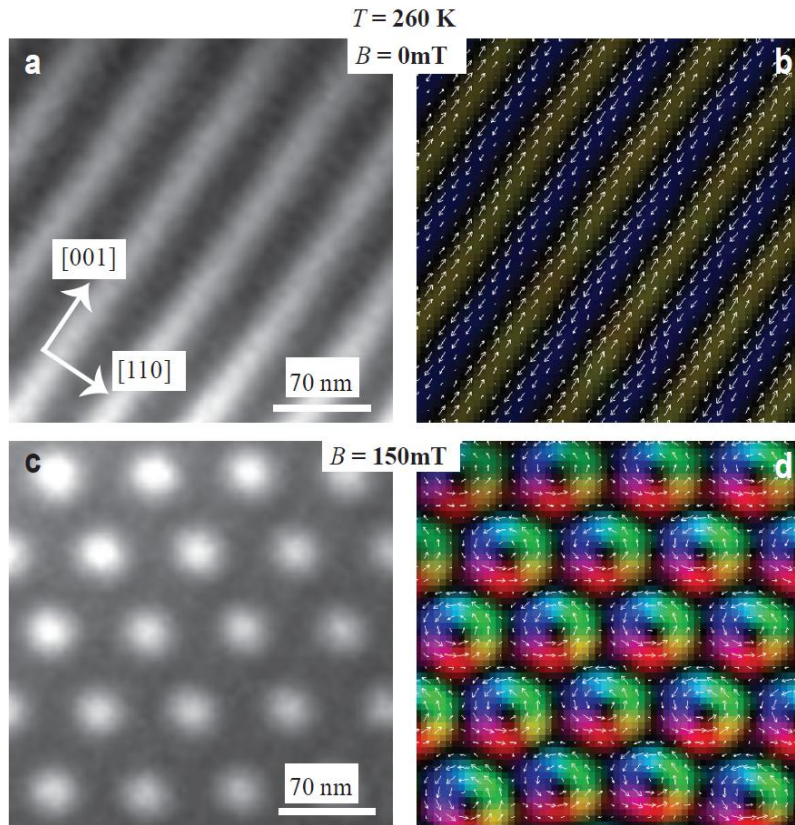 T = 260 K
B = 0mT
a
b
[001]
[110]
70 nm
B = 150mT
c
d
70 nm